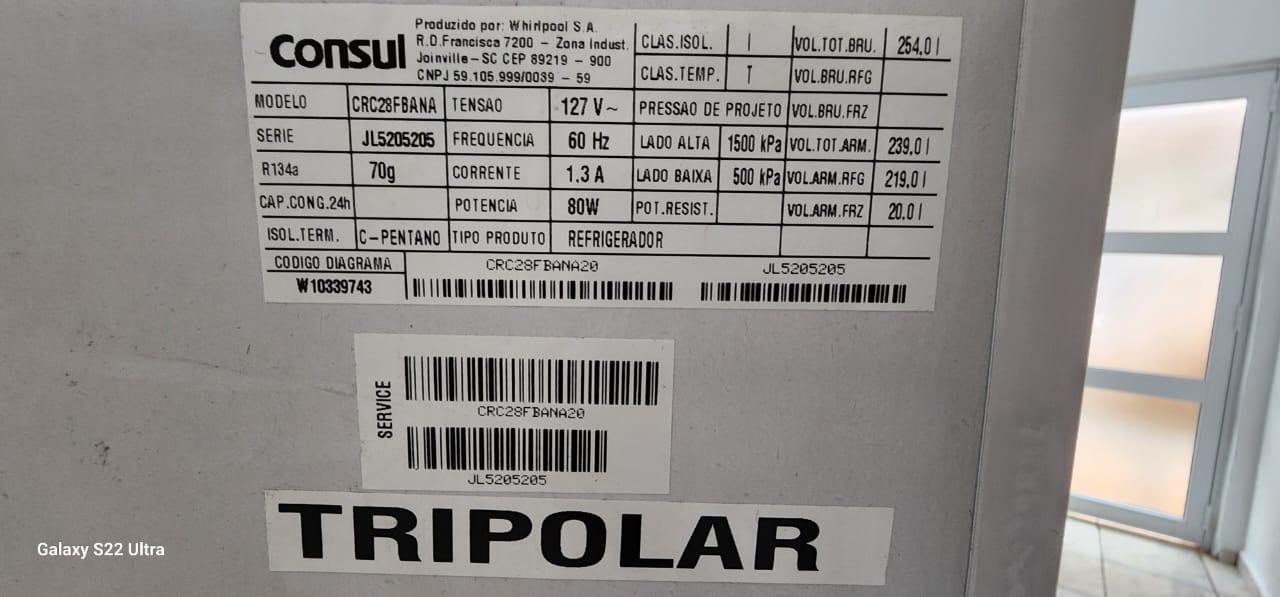 consul
Produzido por: Whirlpool S.A.
R.D.Francisca 7200 - Zona Indust.
Joinville-SC CEP 89219 - 900
CNPJ 59.105.999/0039 - 59
CLAS.ISOL. I VOL.TOT.BRU. 254.0 l
CLAS.TEMP. T VOL.BRU.RFG
MODELO CRC28FBANA TENSAO 127 V~ PRESSAO DE PROJETO VOL.BRU.FRZ
SERIE JL5205205 FREQUENCIA 60 Hz LADO ALTA 1500 kPa VOL.TOT.ARM. 239.0 l
R134a 70g CORRENTE 1.3 A LADO BAIXA 500 kPa VOL.ARM.RFG 219.0 l
CAP.CONG.24h POTENCIA 80W POT.RESIST. VOL.ARM.FRZ 20.0 l
ISOL.TERM. C-PENTANO TIPO PRODUTO REFRIGERADOR
CODIGO DIAGRAMA CRC28FBANA20 JL5205205
W10339743
SERVICE
CRC28FBANA20
JL5205205
TRIPOLAR
Galaxy S22 Ultra